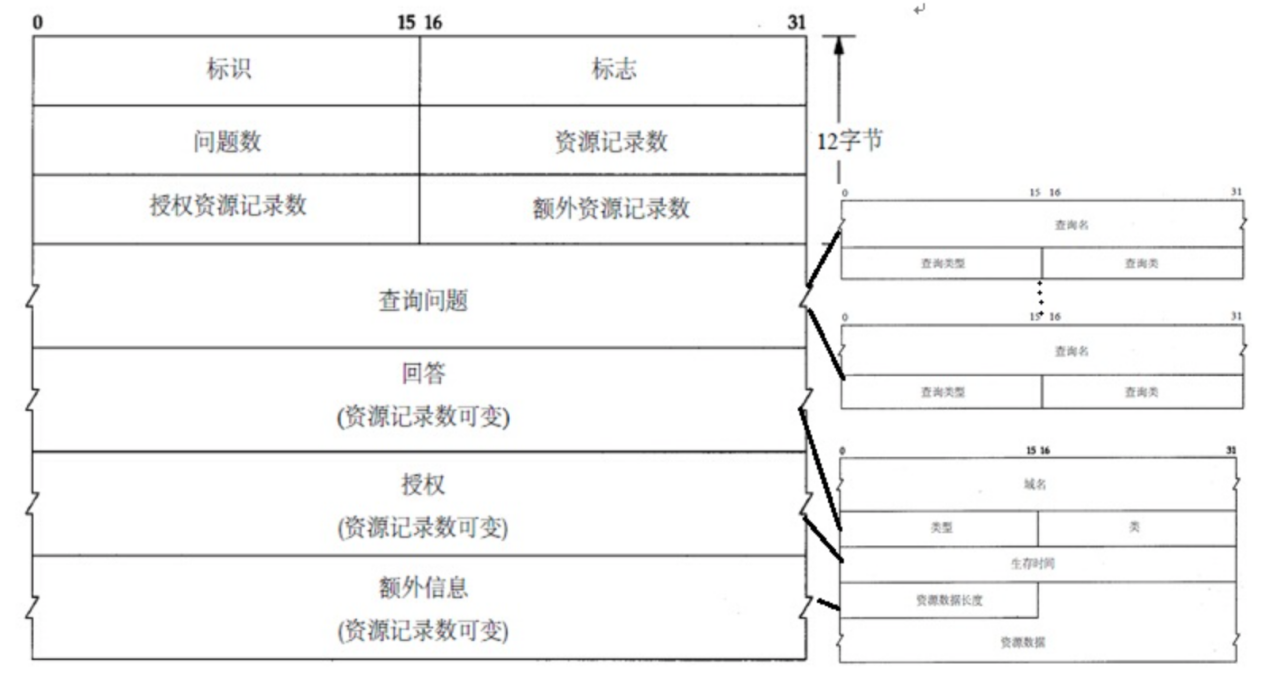 0 15 16 31
标识 标志
问题数 资源记录数
12字节
授权资源记录数 额外资源记录数
查询问题
回答
(资源记录数可变)
授权
(资源记录数可变)
额外信息
(资源记录数可变)
0 15 16 31
查询名
查询类型 查询类
0 15 16 31
查询名
查询类型 查询类
0 15 16 31
域名
类型 类
生存时间
资源数据长度
资源数据